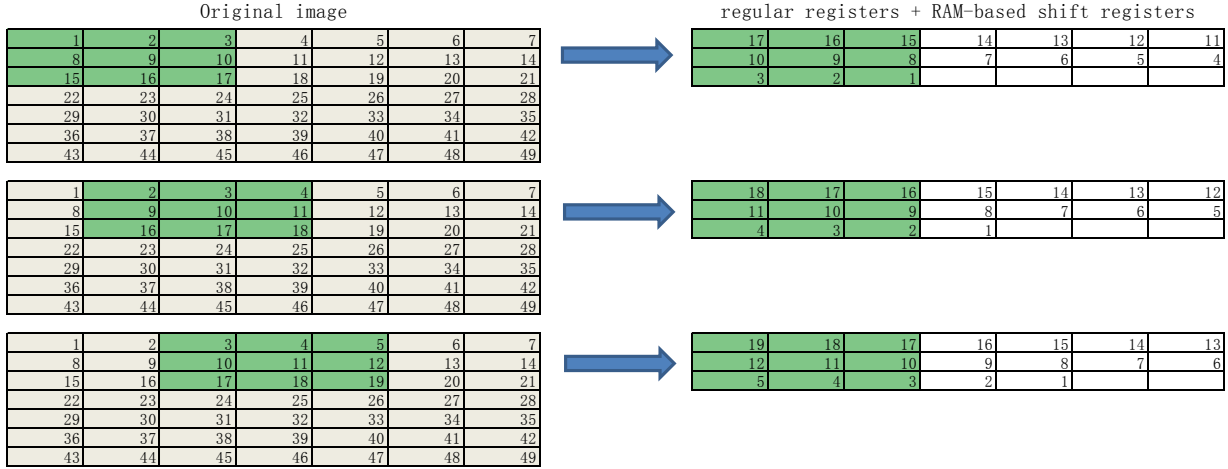 Original image
regular registers + RAM-based shift registers
1 2 3 4 5 6 7
17 16 15 14 13 12 11
8 9 10 11 12 13 14
10 9 8 7 6 5 4
15 16 17 18 19 20 21
3 2 1
22 23 24 25 26 27 28
29 30 31 32 33 34 35
36 37 38 39 40 41 42
43 44 45 46 47 48 49
1 2 3 4 5 6 7
18 17 16 15 14 13 12
8 9 10 11 12 13 14
11 10 9 8 7 6 5
15 16 17 18 19 20 21
4 3 2 1
22 23 24 25 26 27 28
29 30 31 32 33 34 35
36 37 38 39 40 41 42
43 44 45 46 47 48 49
1 2 3 4 5 6 7
19 18 17 16 15 14 13
8 9 10 11 12 13 14
12 11 10 9 8 7 6
15 16 17 18 19 20 21
5 4 3 2 1
22 23 24 25 26 27 28
29 30 31 32 33 34 35
36 37 38 39 40 41 42
43 44 45 46 47 48 49